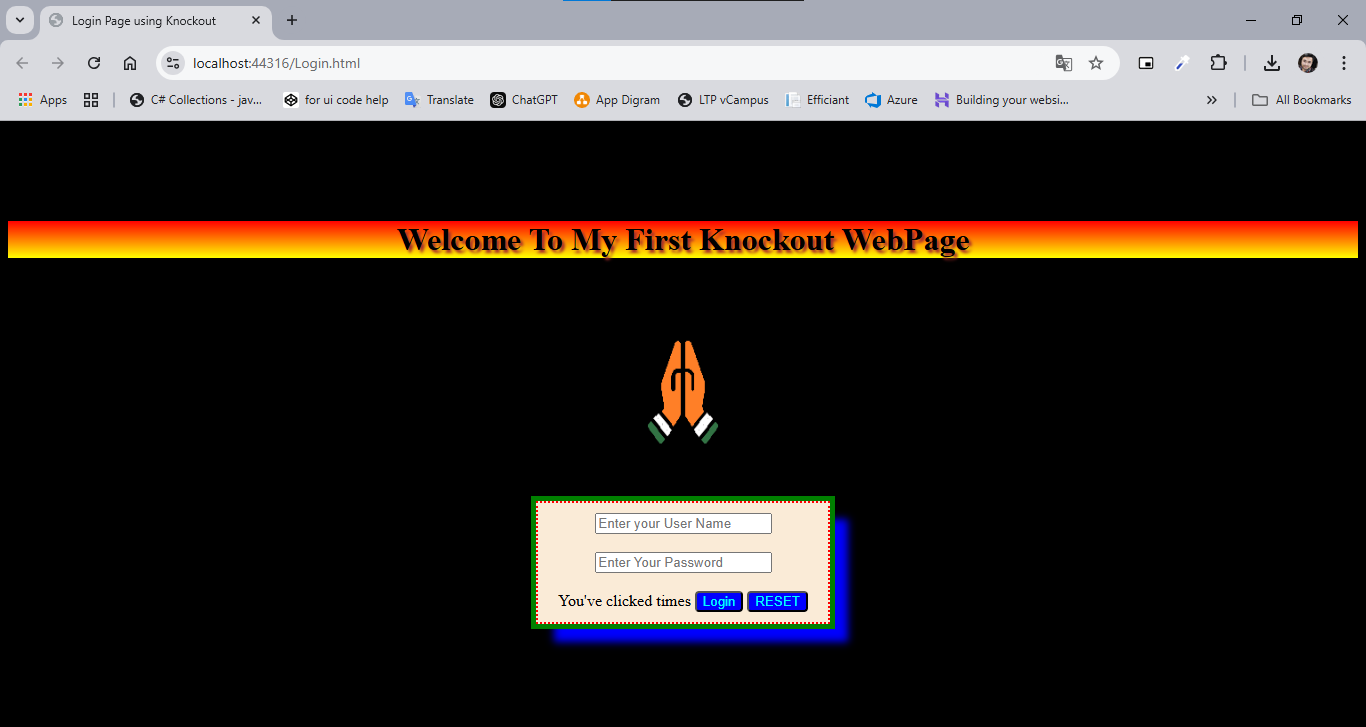 Login Page using Knockout
localhost:44316/Login.html
Apps C# Collections - jav... for ui code help Translate ChatGPT App Digram LTP vCampus Efficiant Azure Building your websi... All Bookmarks
Welcome To My First Knockout WebPage
Enter your User Name
Enter Your Password
You've clicked times Login RESET